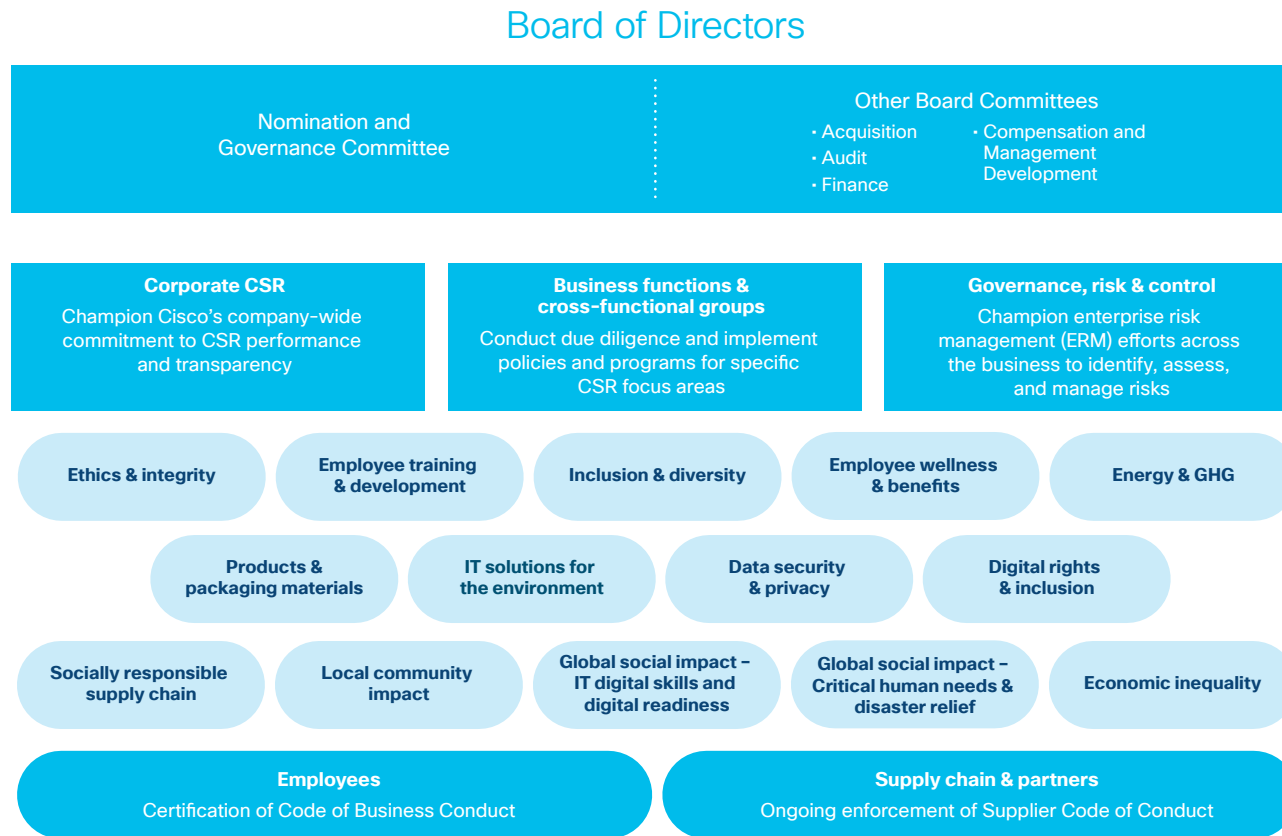 Board of Directors
Nomination and
Governance Committee
Other Board Committees
· Acquisition
· Audit
· Finance
· Compensation and
Management
Development
Corporate CSR
Champion Cisco's company-wide
commitment to CSR performance
and transparency
Business functions &
cross-functional groups
Conduct due diligence and implement
policies and programs for specific
CSR focus areas
Governance, risk & control
Champion enterprise risk
management (ERM) efforts across
the business to identify, assess,
and manage risks
Ethics & integrity
Employee training
& development
Inclusion & diversity
Employee wellness
& benefits
Energy & GHG
Products &
packaging materials
IT solutions for
the environment
Data security
& privacy
Digital rights
& inclusion
Socially responsible
supply chain
Local community
impact
Global social impact –
IT digital skills and
digital readiness
Global social impact –
Critical human needs &
disaster relief
Economic inequality
Employees
Certification of Code of Business Conduct
Supply chain & partners
Ongoing enforcement of Supplier Code of Conduct